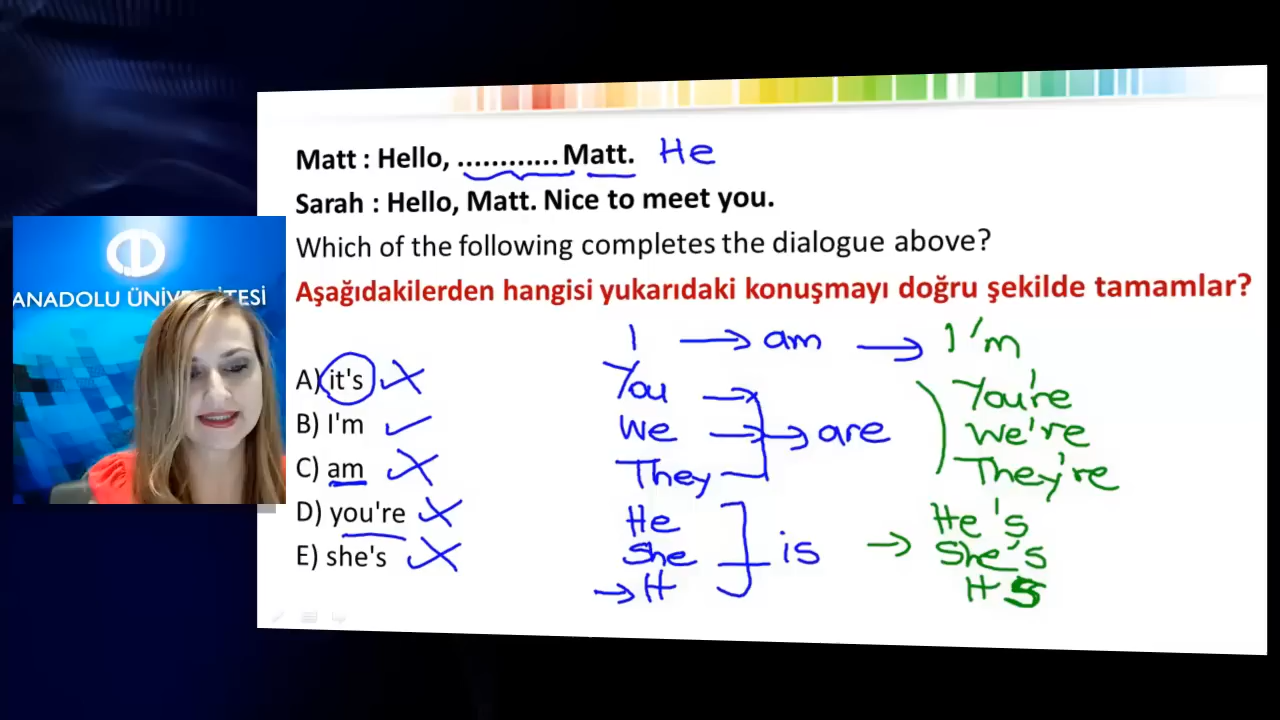 Matt : Hello, ............ Matt. He
Sarah : Hello, Matt. Nice to meet you.
Which of the following completes the dialogue above?
Aşağıdakilerden hangisi yukarıdaki konuşmayı doğru şekilde tamamlar?
A) it's
B) I'm
C) am
D) you're
E) she's
I → am → I'm
You
We
They
are
You're
We're
They're
He
She
It
is
→ He's
She's
It s
ANADOLU ÜNİVERSİTESİ